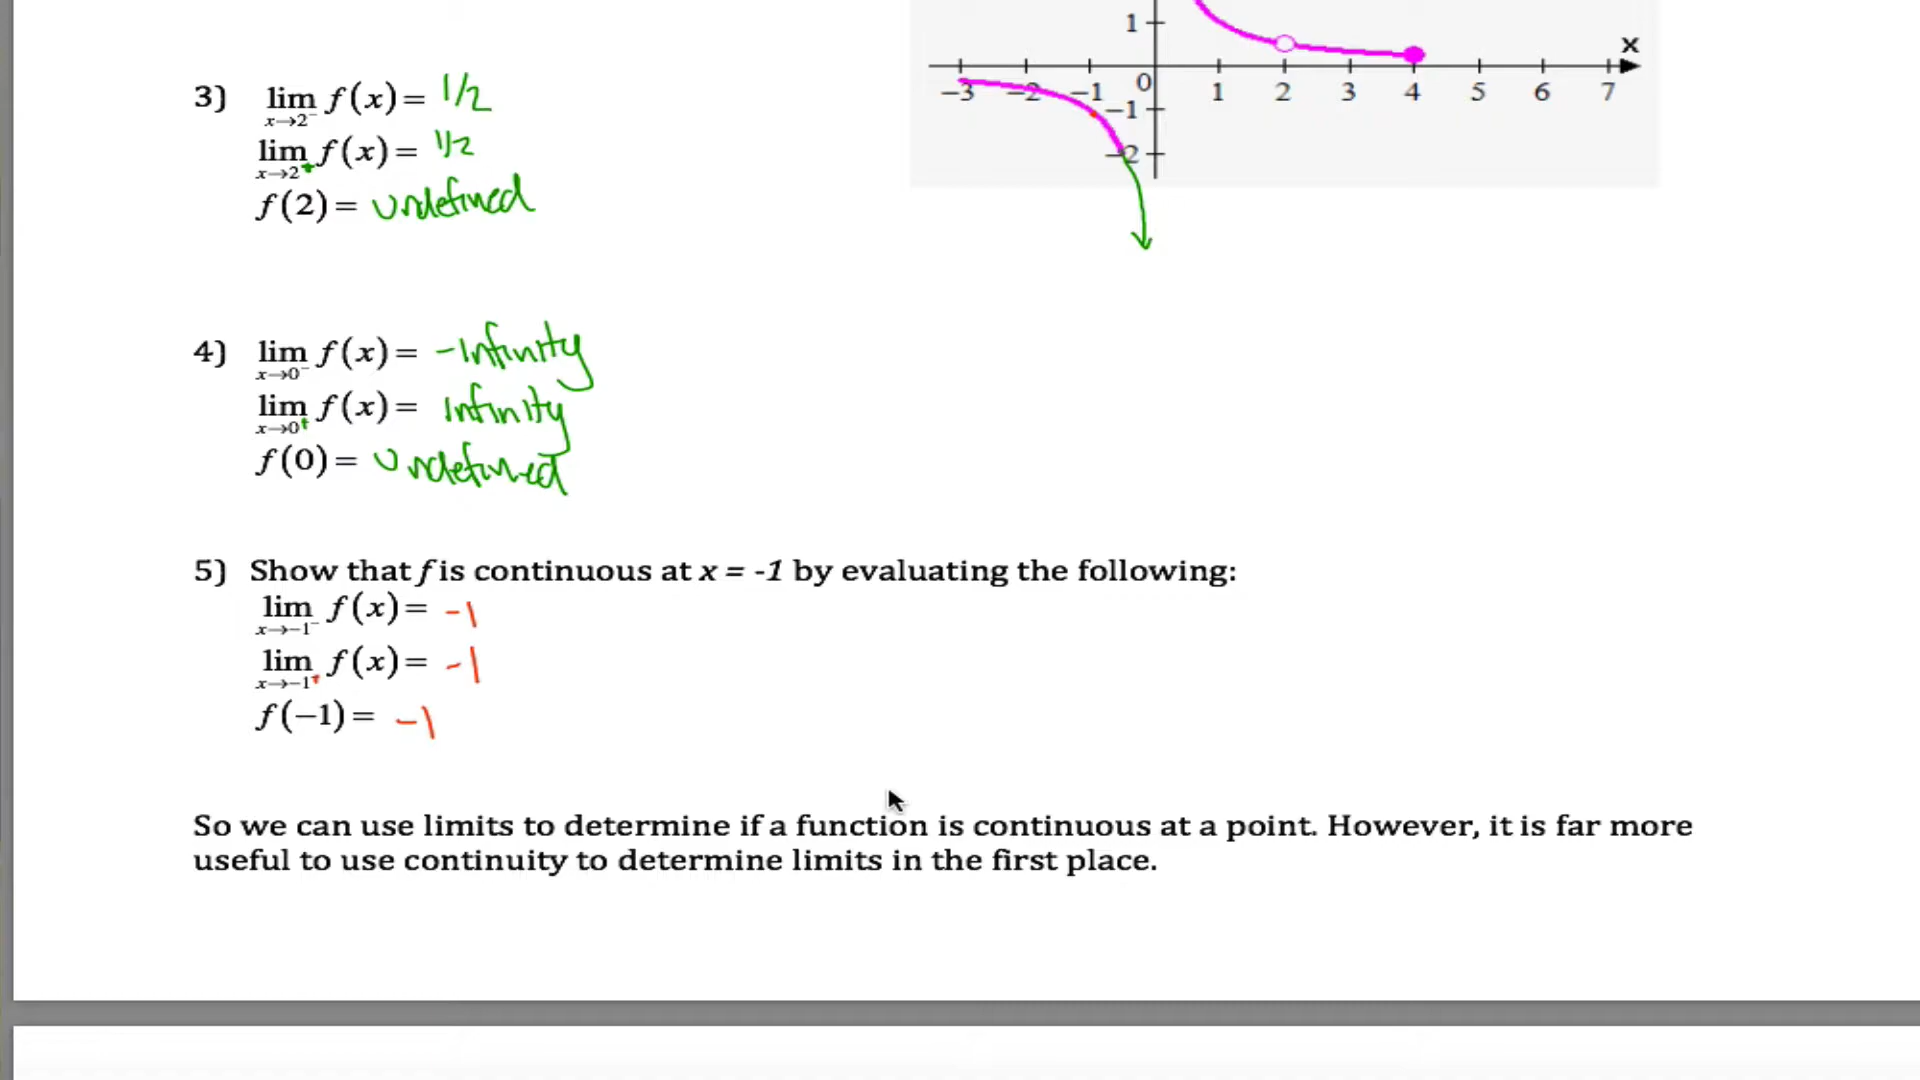 1
x
0
−3 −2 −1 1 2 3 4 5 6 7
−1
−2
3) lim f(x) = 1/2
x→2⁻
lim f(x) = 1/2
x→2⁺
f(2) = undefined
4) lim f(x) = -Infinity
x→0⁻
lim f(x) = Infinity
x→0⁺
f(0) = Undefined
5) Show that f is continuous at x = -1 by evaluating the following:
lim f(x) = -1
x→−1⁻
lim f(x) = -1
x→−1⁺
f(−1) = -1
So we can use limits to determine if a function is continuous at a point. However, it is far more
useful to use continuity to determine limits in the first place.